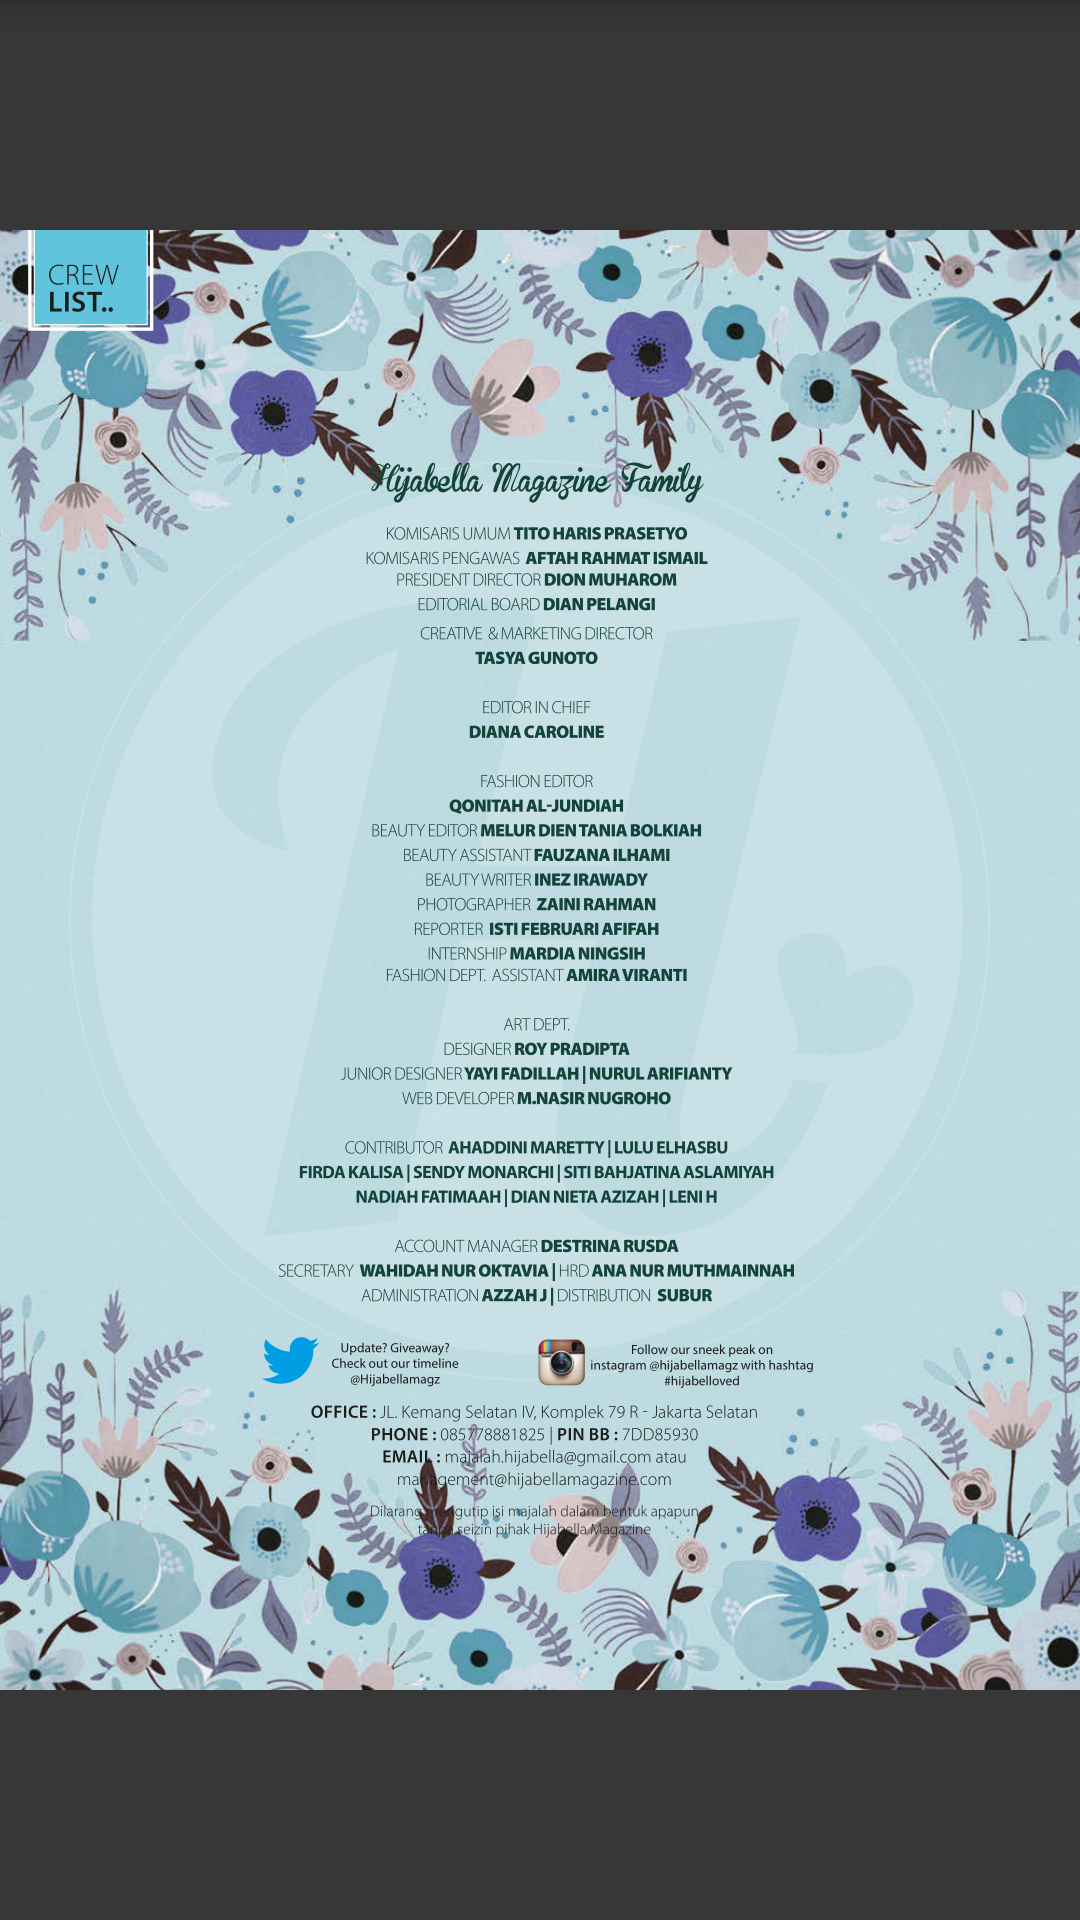 CREW
LIST..
Hijabella Magazine Family
KOMISARIS UMUM TITO HARIS PRASETYO
KOMISARIS PENGAWAS AFTAH RAHMAT ISMAIL
PRESIDENT DIRECTOR DION MUHAROM
EDITORIAL BOARD DIAN PELANGI
CREATIVE & MARKETING DIRECTOR
TASYA GUNOTO
EDITOR IN CHIEF
DIANA CAROLINE
FASHION EDITOR
QONITAH AL-JUNDIAH
BEAUTY EDITOR MELUR DIEN TANIA BOLKIAH
BEAUTY ASSISTANT FAUZANA ILHAMI
BEAUTY WRITER INEZ IRAWADY
PHOTOGRAPHER ZAINI RAHMAN
REPORTER ISTI FEBRUARI AFIFAH
INTERNSHIP MARDIA NINGSIH
FASHION DEPT. ASSISTANT AMIRA VIRANTI
ART DEPT.
DESIGNER ROY PRADIPTA
JUNIOR DESIGNER YAYI FADILLAH | NURUL ARIFIANTY
WEB DEVELOPER M.NASIR NUGROHO
CONTRIBUTOR AHADDINI MARETTY | LULU ELHASBU
FIRDA KALISA | SENDY MONARCHI | SITI BAHJATINA ASLAMIYAH
NADIAH FATIMAAH | DIAN NIETA AZIZAH | LENI H
ACCOUNT MANAGER DESTRINA RUSDA
SECRETARY WAHIDAH NUR OKTAVIA | HRD ANA NUR MUTHMAINNAH
ADMINISTRATION AZZAH J | DISTRIBUTION SUBUR
Update? Giveaway?
Check out our timeline
@Hijabellamagz
Follow our sneek peak on
instagram @hijabellamagz with hashtag
#hijabelloved
OFFICE : JL. Kemang Selatan IV, Komplek 79 R - Jakarta Selatan
PHONE : 085778881825 | PIN BB : 7DD85930
EMAIL : majalah.hijabella@gmail.com atau
management@hijabellamagazine.com
Dilarang mengutip isi majalah dalam bentuk apapun
tanpa seizin pihak Hijabella Magazine